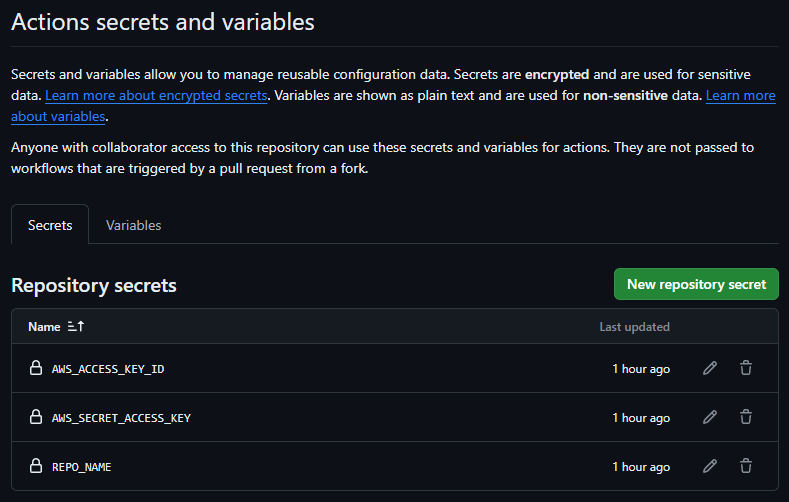 Actions secrets and variables
Secrets and variables allow you to manage reusable configuration data. Secrets are encrypted and are used for sensitive
data. Learn more about encrypted secrets. Variables are shown as plain text and are used for non-sensitive data. Learn more
about variables.
Anyone with collaborator access to this repository can use these secrets and variables for actions. They are not passed to
workflows that are triggered by a pull request from a fork.
Secrets Variables
Repository secrets New repository secret
Name Last updated
AWS_ACCESS_KEY_ID 1 hour ago
AWS_SECRET_ACCESS_KEY 1 hour ago
REPO_NAME 1 hour ago